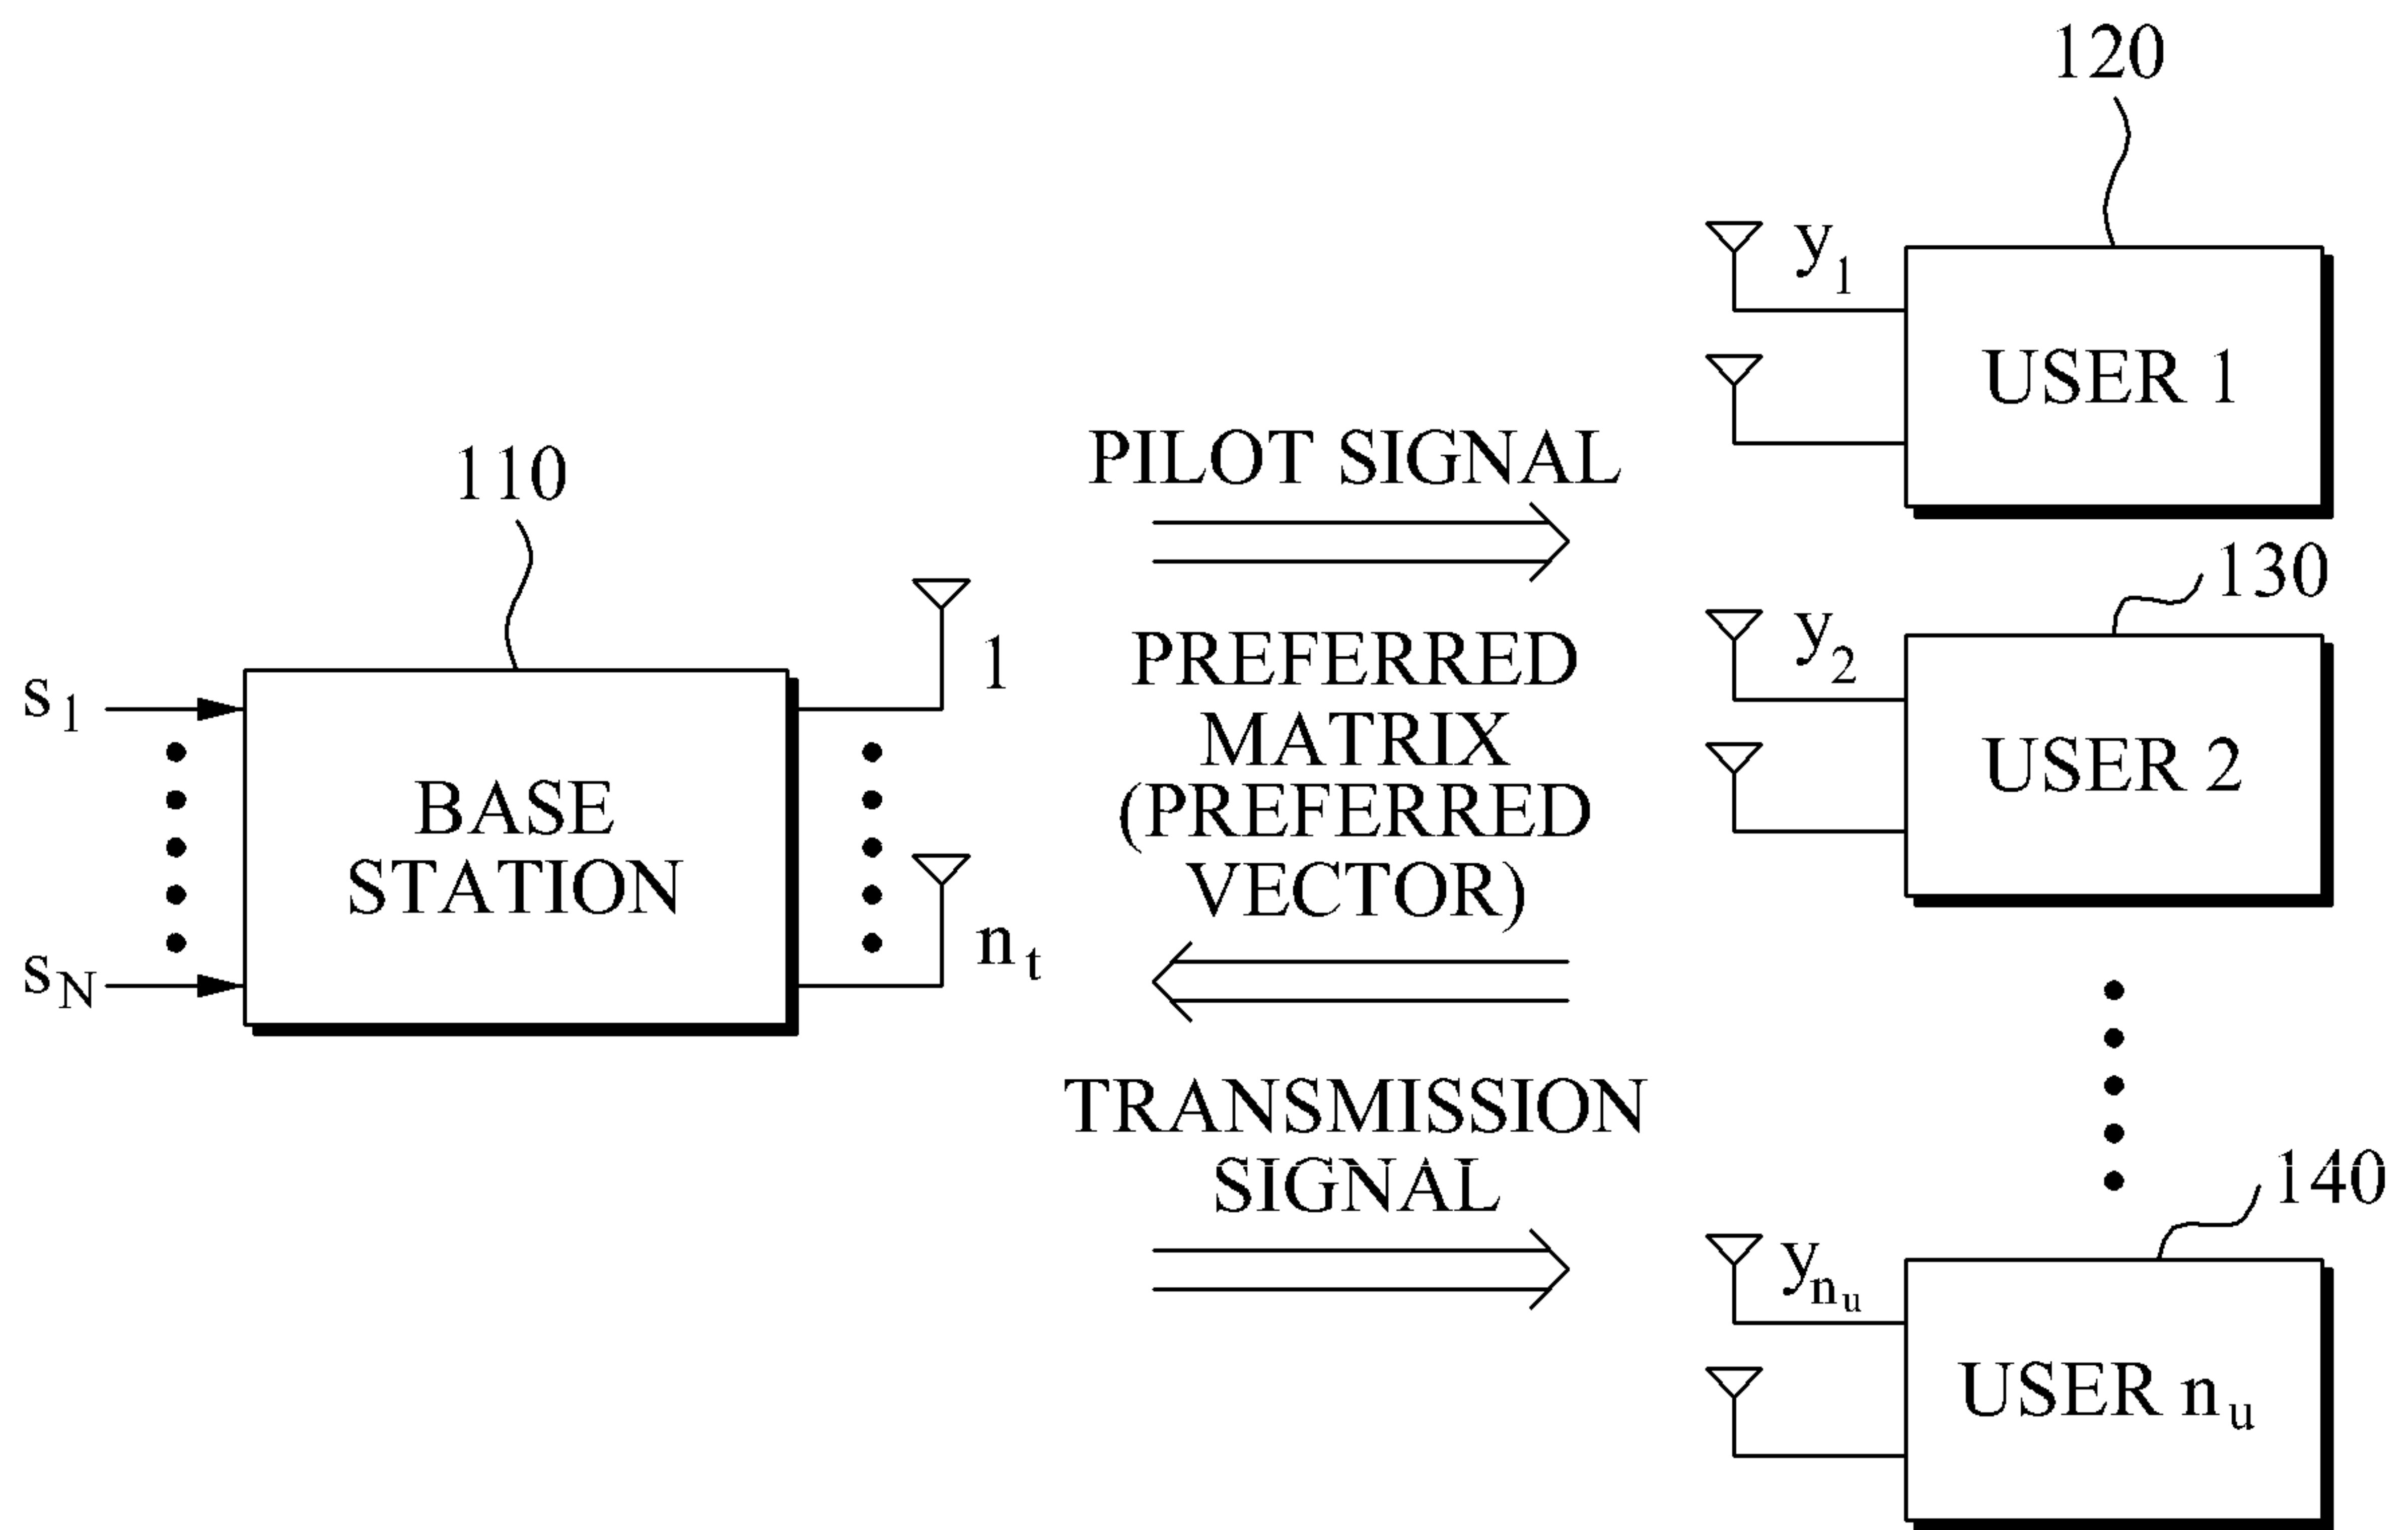 120
y1
USER 1
110
PILOT SIGNAL
130
1
PREFERRED
MATRIX
(PREFERRED
VECTOR)
y2
USER 2
s1
BASE
STATION
sN
nt
TRANSMISSION
SIGNAL
140
ynu
USER nu